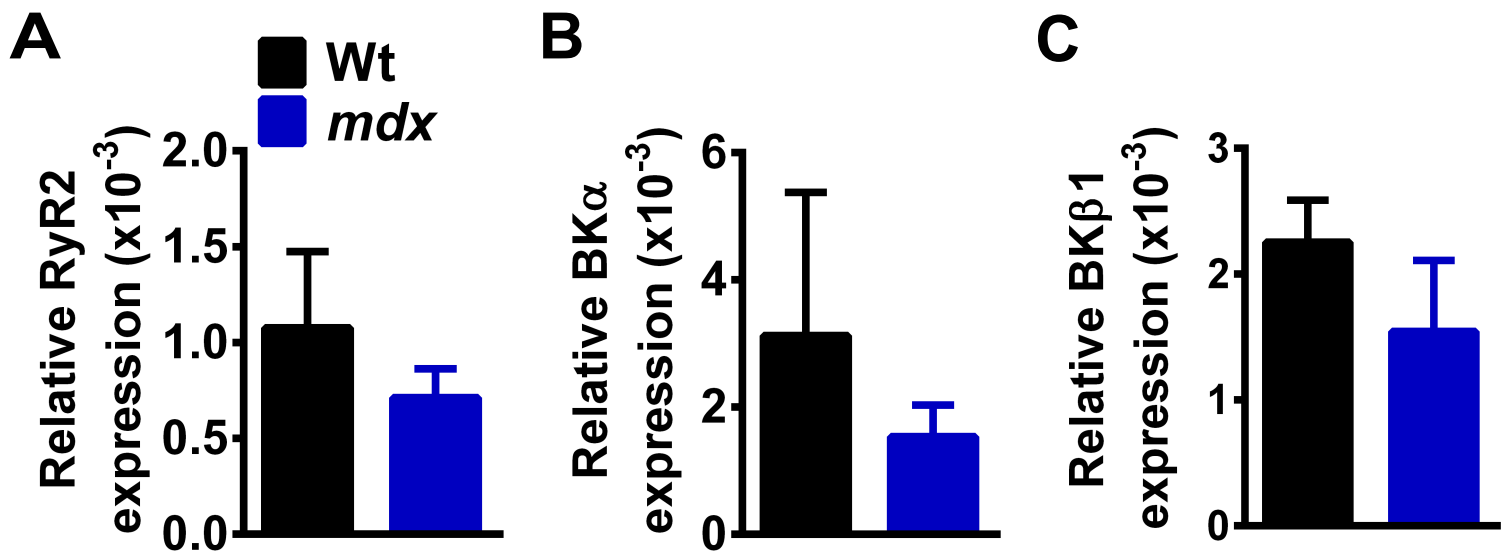 A
Wt
mdx
Relative RyR2
expression (x10⁻³)
2.0
1.5
1.0
0.5
0.0
B
Relative BKα
expression (x10⁻³)
6
4
2
0
C
Relative BKβ1
expression (x10⁻³)
3
2
1
0